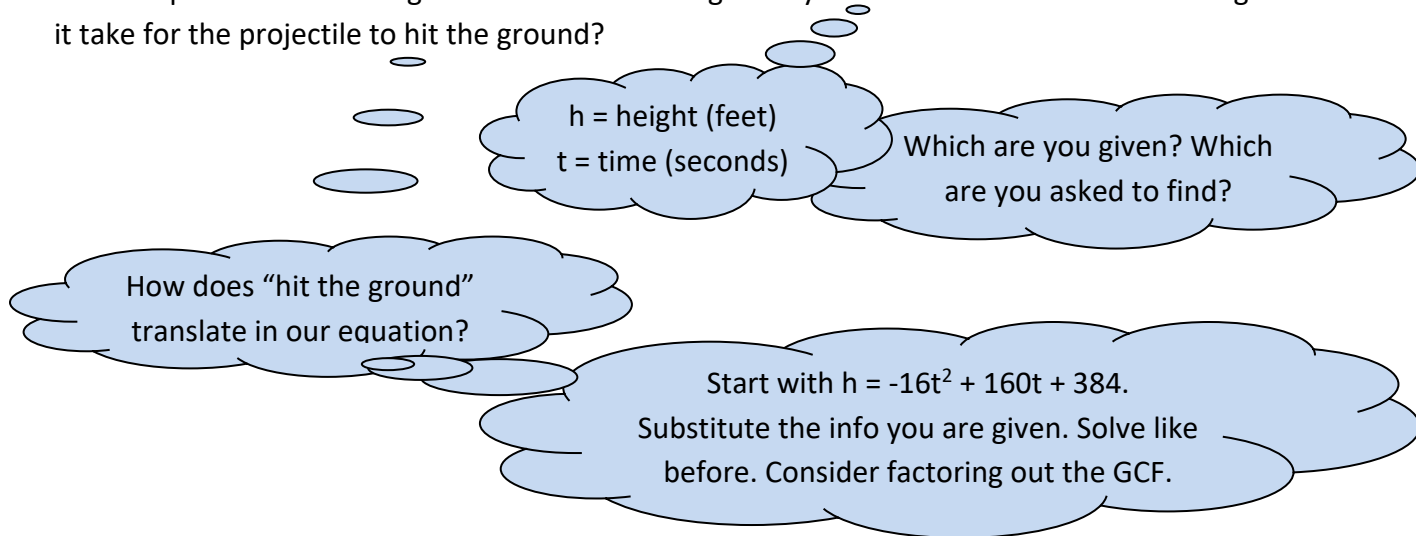 it take for the projectile to hit the ground?
h = height (feet)
t = time (seconds)
Which are you given? Which
are you asked to find?
How does “hit the ground”
translate in our equation?
Start with h = -16t² + 160t + 384.
Substitute the info you are given. Solve like
before. Consider factoring out the GCF.